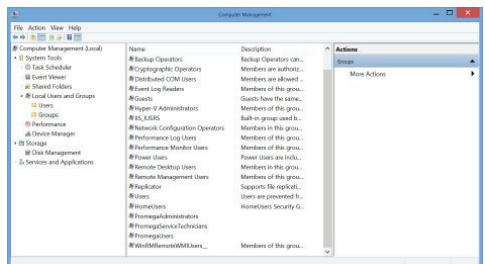 Computer Management
File Action View Help
Computer Management (Local)
System Tools
Task Scheduler
Event Viewer
Shared Folders
Local Users and Groups
Users
Groups
Performance
Device Manager
Storage
Disk Management
Services and Applications
Name Description
Backup Operators Backup Operators can...
Cryptographic Operators Members are authoriz...
Distributed COM Users Members are allowed ...
Event Log Readers Members of this grou...
Guests Guests have the same...
Hyper-V Administrators Members of this grou...
IIS_IUSRS Built-in group used b...
Network Configuration Operators Members in this grou...
Performance Log Users Members of this grou...
Performance Monitor Users Members of this grou...
Power Users Power Users are inclu...
Remote Desktop Users Members in this grou...
Remote Management Users Members of this grou...
Replicator Supports file replicati...
Users Users are prevented fr...
HomeUsers HomeUsers Security G...
PromegaAdministrators
PromegaServiceTechnicians
PromegaUsers
WinRMRemoteWMIUsers__ Members of this grou...
Actions
Groups
More Actions